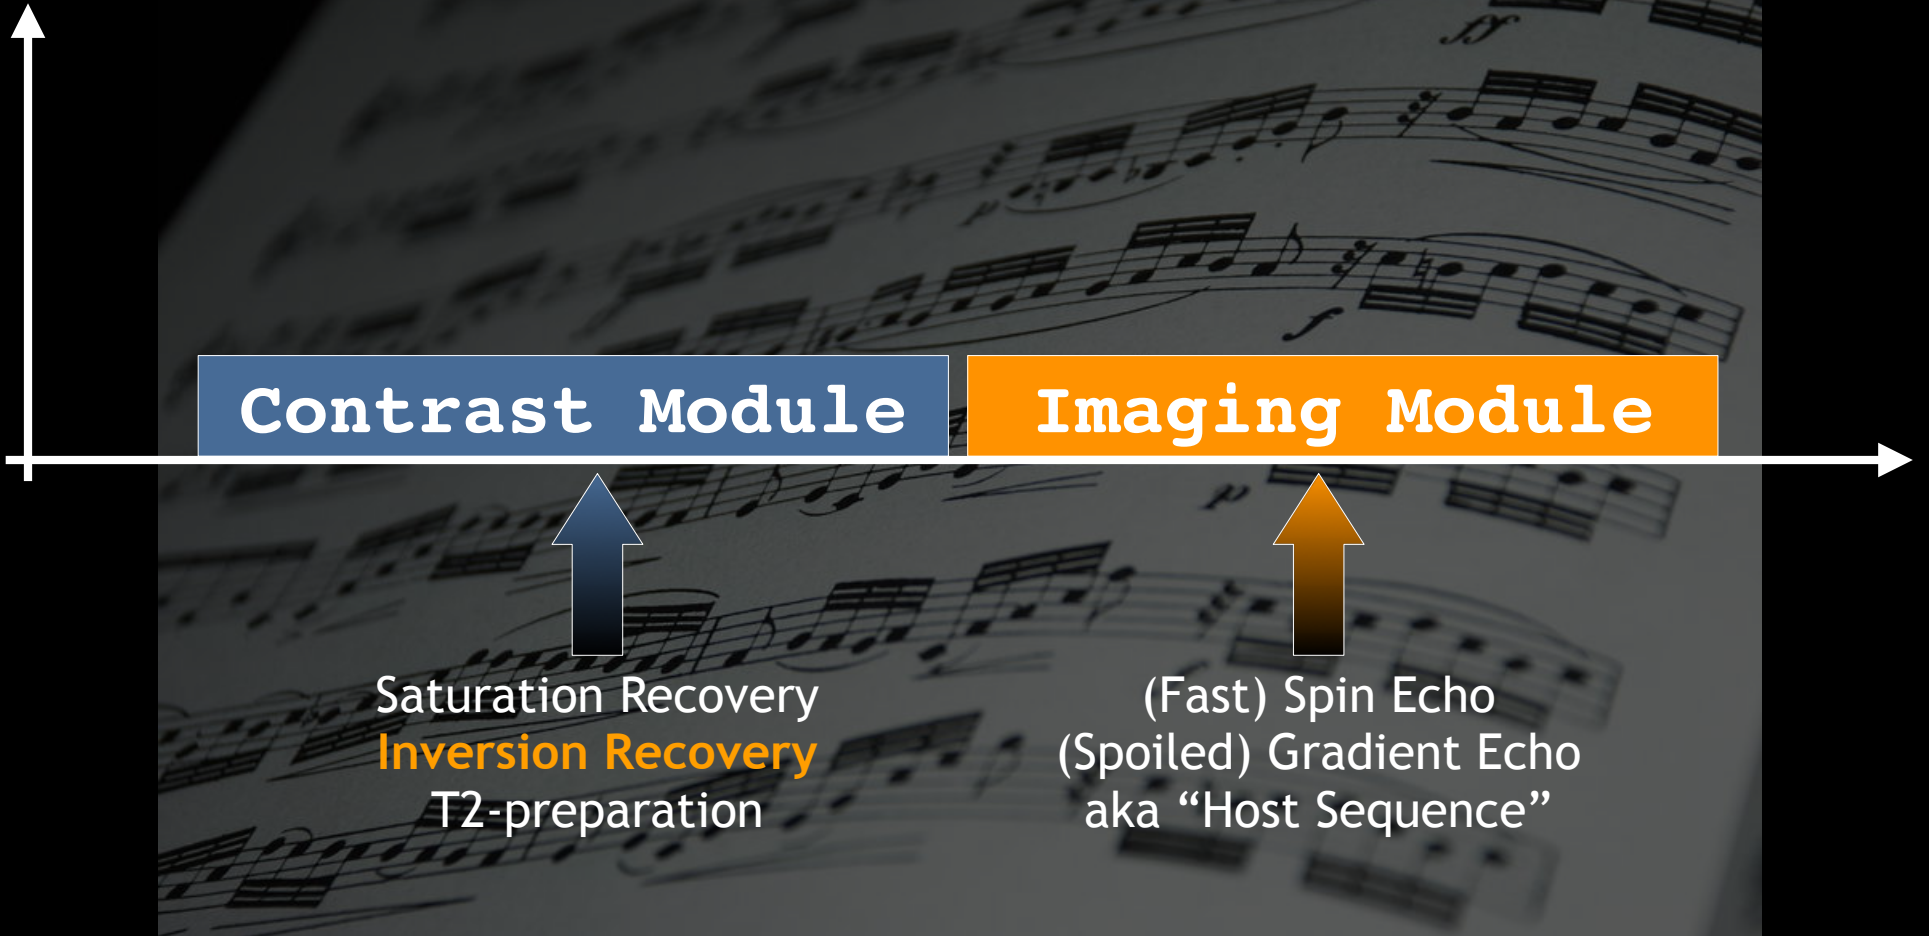 ff
p
f
Contrast Module
Imaging Module
p
Saturation Recovery
Inversion Recovery
T2-preparation
(Fast) Spin Echo
(Spoiled) Gradient Echo
aka “Host Sequence”